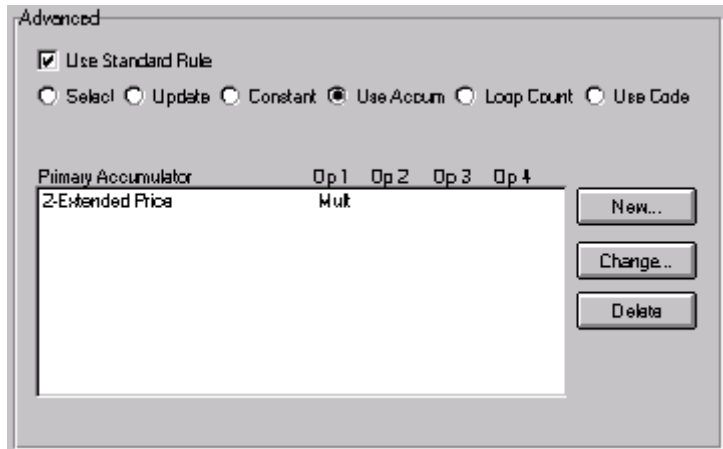 Advanced
Use Standard Rule
Select Update Constant Use Accum Loop Count Use Code
Primary Accumulator Op 1 Op 2 Op 3 Op 4
2-Extended Price Mult
New...
Change...
Delete